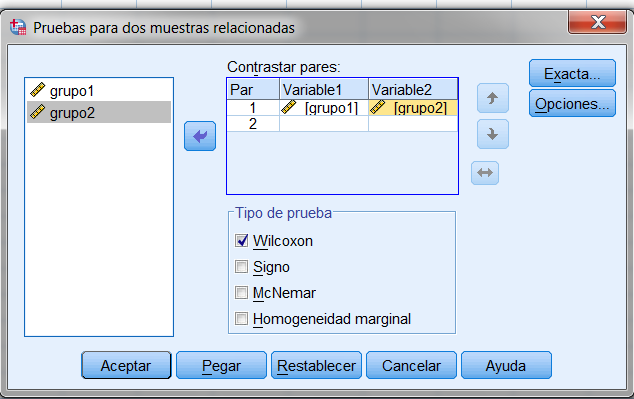 Pruebas para dos muestras relacionadas
grupo1
grupo2
Contrastar pares:
Par Variable1 Variable2
1 [grupo1] [grupo2]
2
Exacta...
Opciones...
Tipo de prueba
Wilcoxon
Signo
McNemar
Homogeneidad marginal
Aceptar Pegar Restablecer Cancelar Ayuda